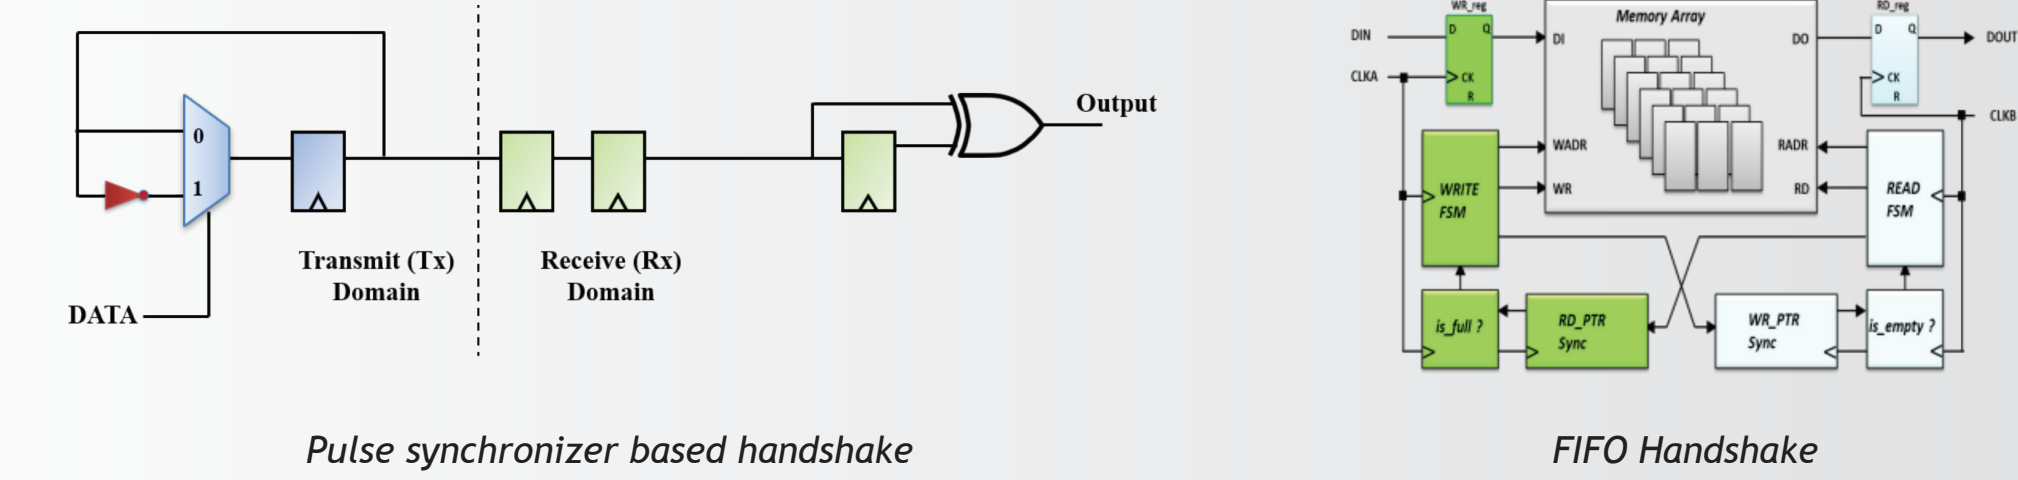 0
1
DATA
Transmit (Tx)
Domain
Receive (Rx)
Domain
Output
Pulse synchronizer based handshake
WR_reg
Memory Array
RD_reg
DIN
D Q
DI
DO
D Q
DOUT
CLKA
CK
R
CK
R
CLKB
WADR
RADR
WR
RD
WRITE
FSM
READ
FSM
is_full ?
RD_PTR
Sync
WR_PTR
Sync
is_empty ?
FIFO Handshake